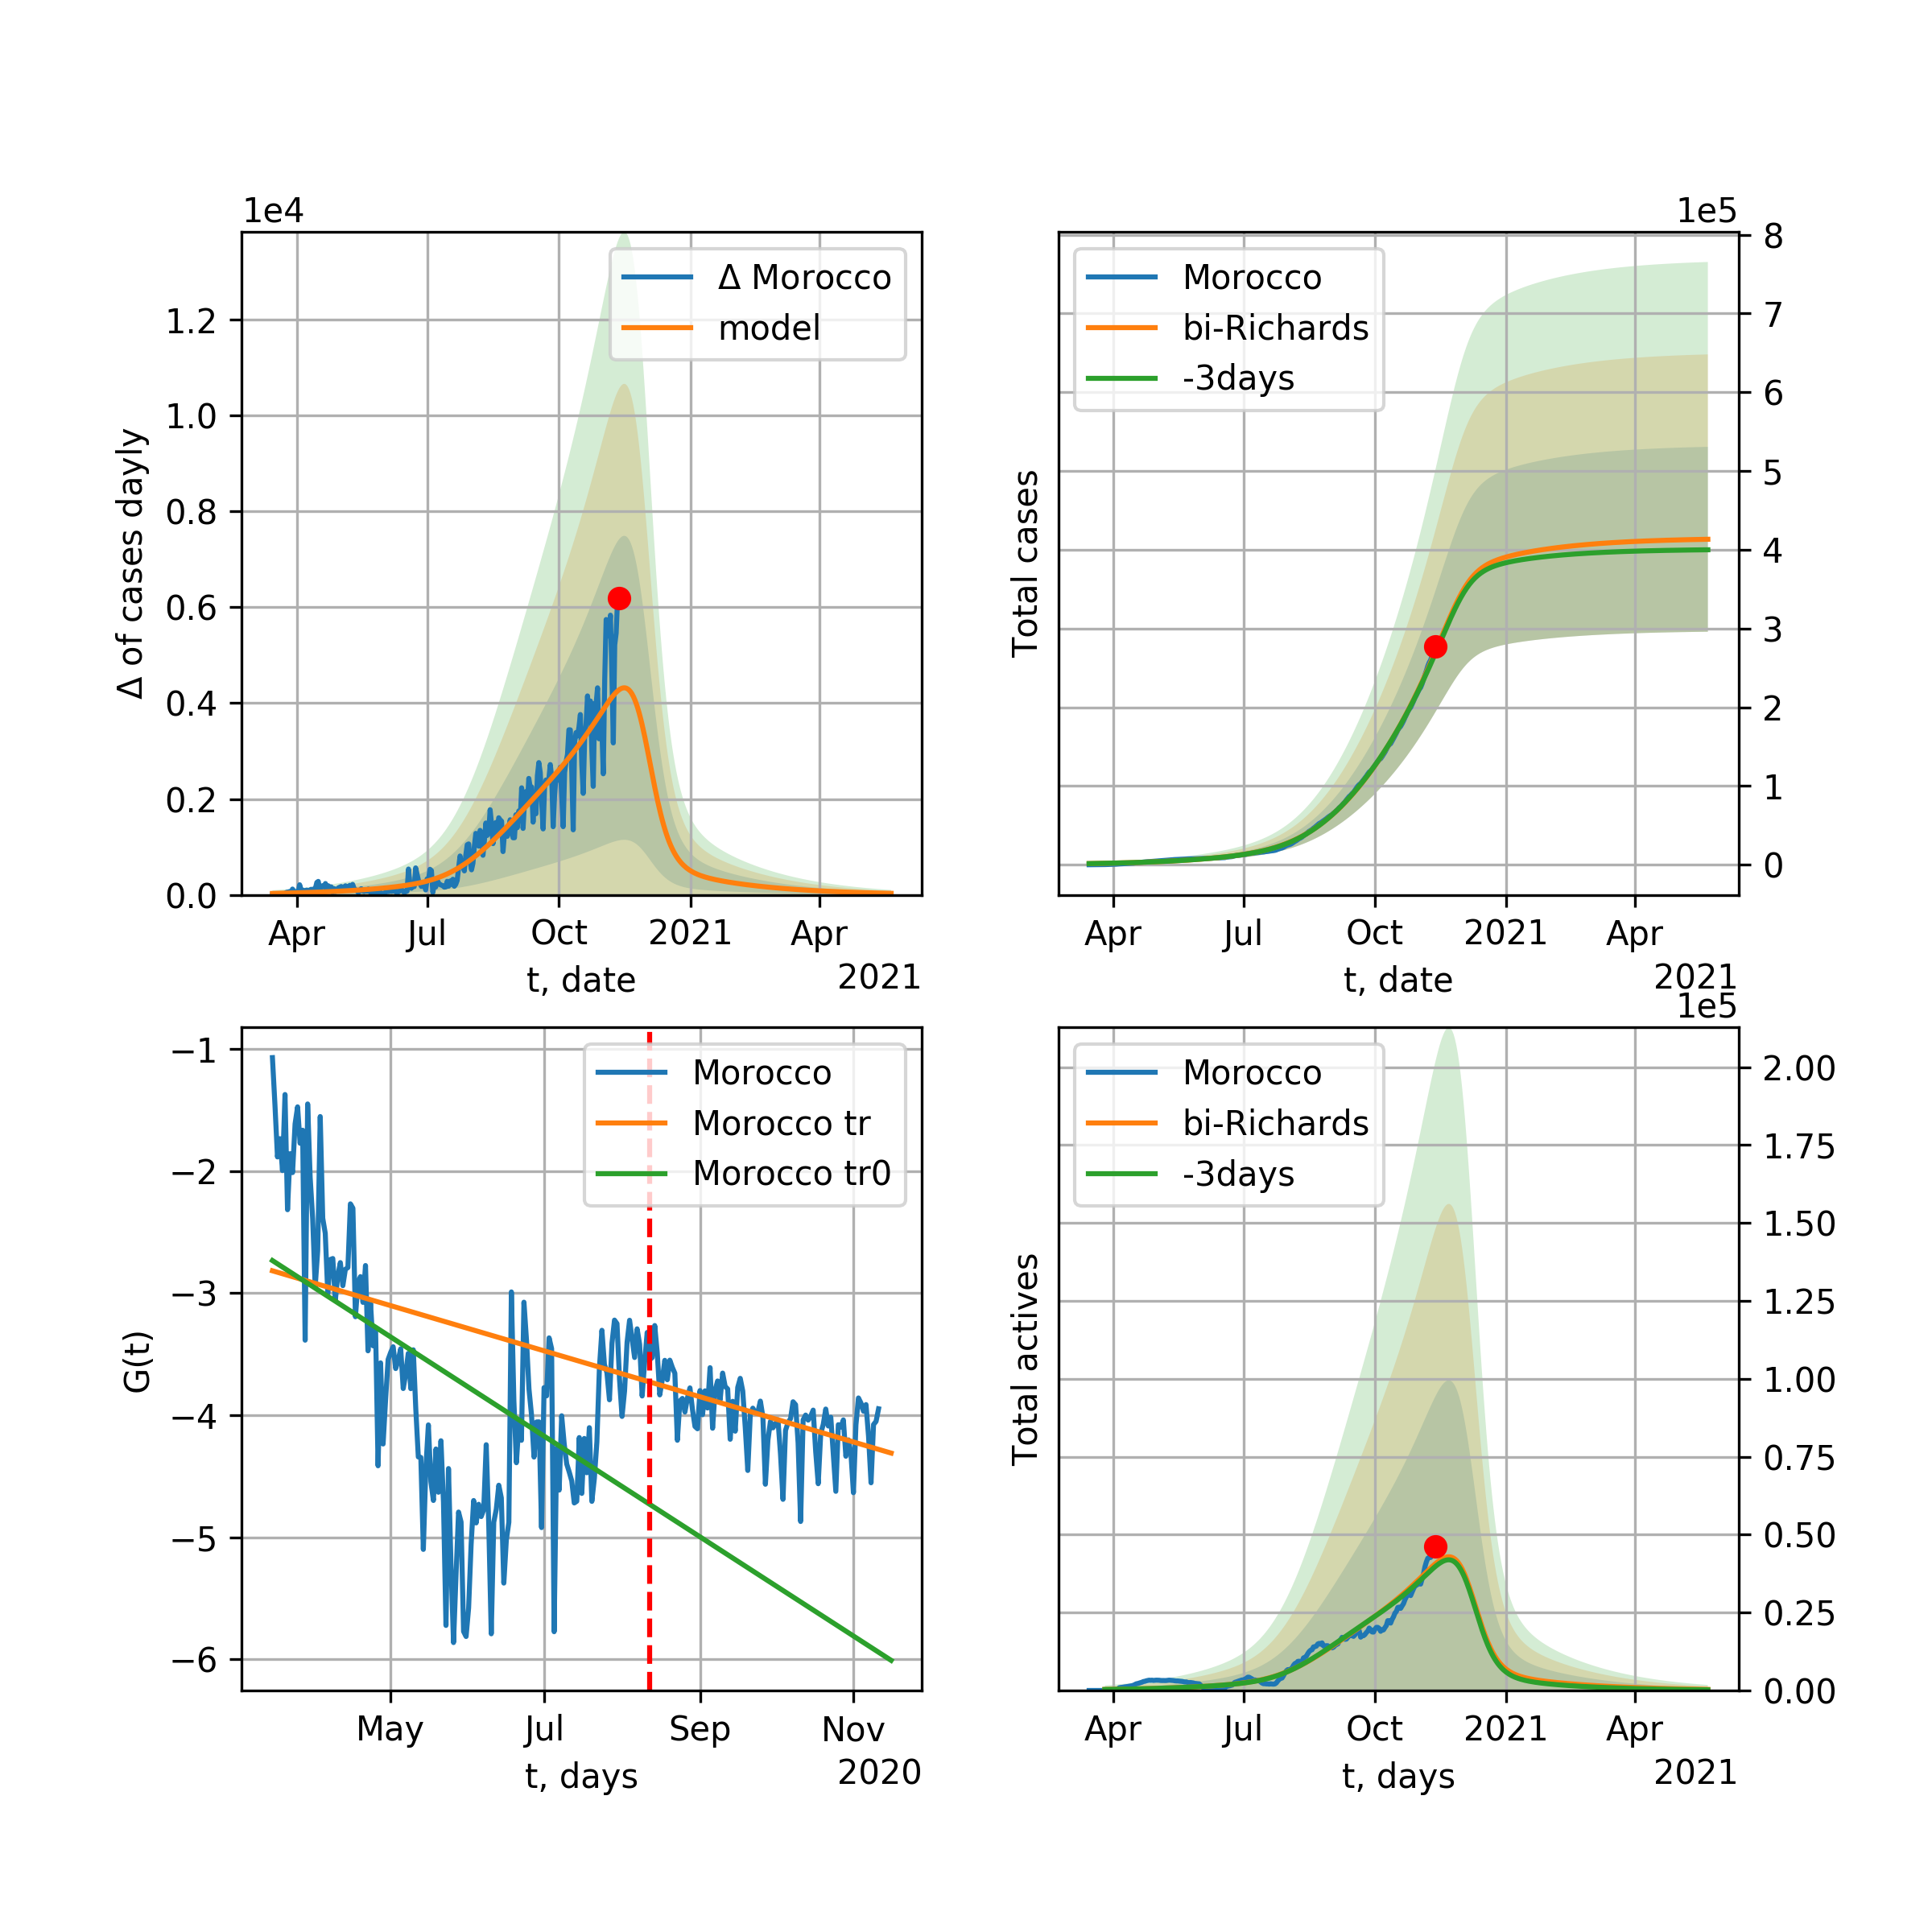 1e4
Δ of cases dayly
1.2
1.0
0.8
0.6
0.4
0.2
0.0
Δ Morocco
model
Apr Jul Oct 2021 Apr
t, date
2021
1e5
Total cases
8
7
6
5
4
3
2
1
0
Morocco
bi-Richards
-3days
Apr Jul Oct 2021 Apr
t, date
2021
G(t)
−1
−2
−3
−4
−5
−6
Morocco
Morocco tr
Morocco tr0
May Jul Sep Nov
t, days
2020
1e5
Total actives
2.00
1.75
1.50
1.25
1.00
0.75
0.50
0.25
0.00
Morocco
bi-Richards
-3days
Apr Jul Oct 2021 Apr
t, days
2021